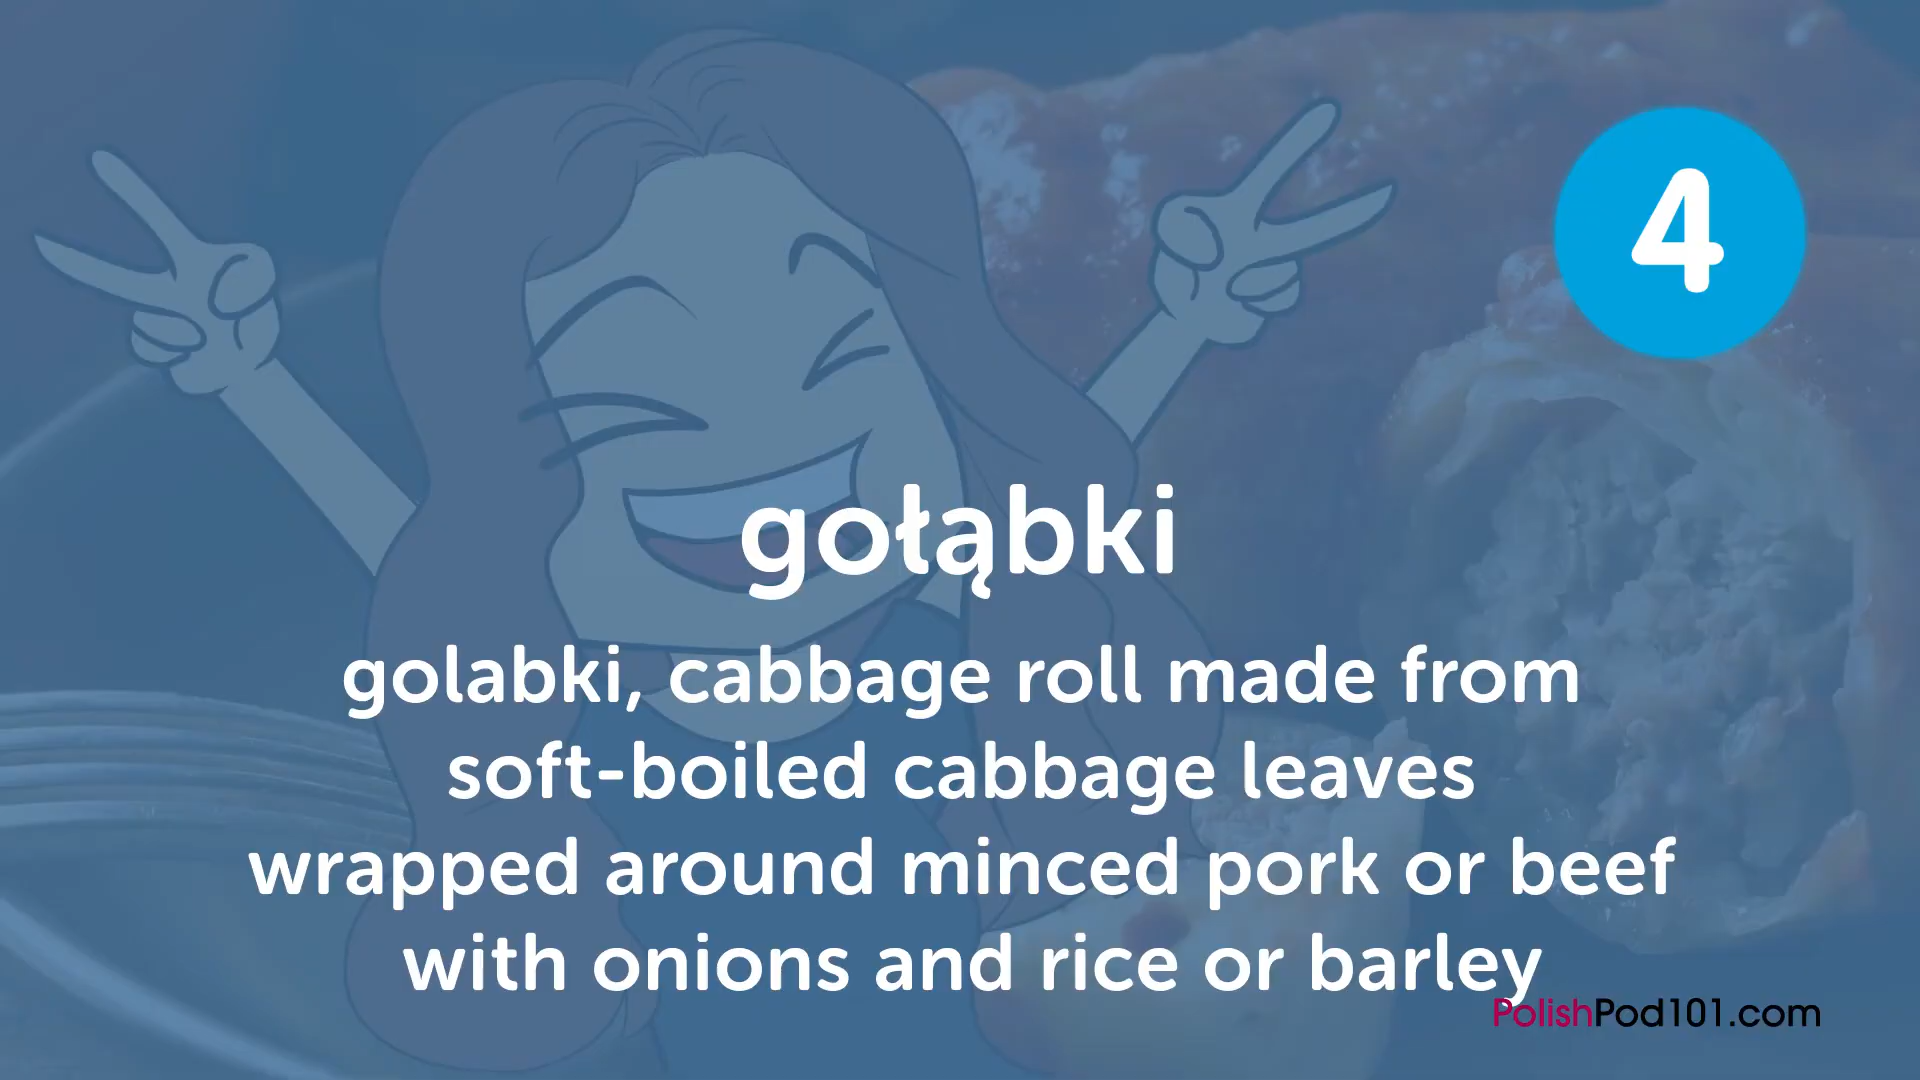 4
gołąbki
golabki, cabbage roll made from
soft-boiled cabbage leaves
wrapped around minced pork or beef
with onions and rice or barley
PolishPod101.com